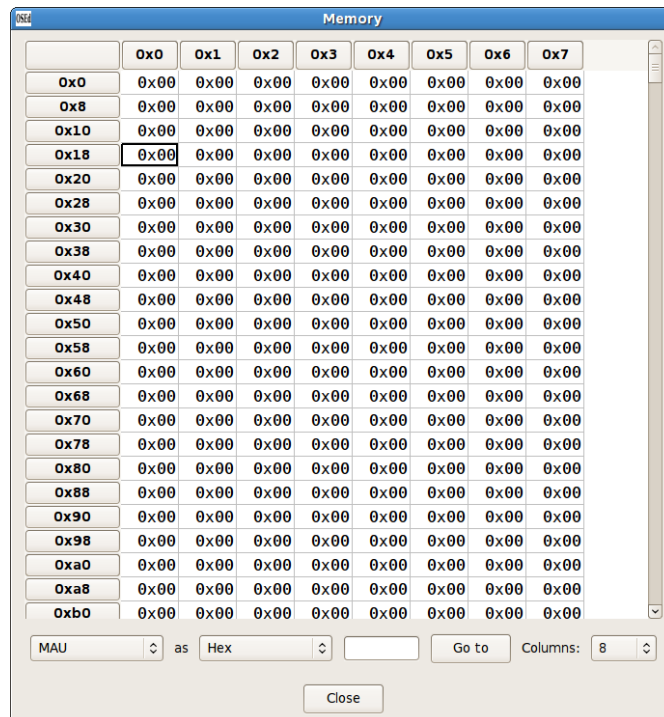 OSEd Memory
0x0 0x1 0x2 0x3 0x4 0x5 0x6 0x7
0x0 0x00 0x00 0x00 0x00 0x00 0x00 0x00 0x00
0x8 0x00 0x00 0x00 0x00 0x00 0x00 0x00 0x00
0x10 0x00 0x00 0x00 0x00 0x00 0x00 0x00 0x00
0x18 0x00 0x00 0x00 0x00 0x00 0x00 0x00 0x00
0x20 0x00 0x00 0x00 0x00 0x00 0x00 0x00 0x00
0x28 0x00 0x00 0x00 0x00 0x00 0x00 0x00 0x00
0x30 0x00 0x00 0x00 0x00 0x00 0x00 0x00 0x00
0x38 0x00 0x00 0x00 0x00 0x00 0x00 0x00 0x00
0x40 0x00 0x00 0x00 0x00 0x00 0x00 0x00 0x00
0x48 0x00 0x00 0x00 0x00 0x00 0x00 0x00 0x00
0x50 0x00 0x00 0x00 0x00 0x00 0x00 0x00 0x00
0x58 0x00 0x00 0x00 0x00 0x00 0x00 0x00 0x00
0x60 0x00 0x00 0x00 0x00 0x00 0x00 0x00 0x00
0x68 0x00 0x00 0x00 0x00 0x00 0x00 0x00 0x00
0x70 0x00 0x00 0x00 0x00 0x00 0x00 0x00 0x00
0x78 0x00 0x00 0x00 0x00 0x00 0x00 0x00 0x00
0x80 0x00 0x00 0x00 0x00 0x00 0x00 0x00 0x00
0x88 0x00 0x00 0x00 0x00 0x00 0x00 0x00 0x00
0x90 0x00 0x00 0x00 0x00 0x00 0x00 0x00 0x00
0x98 0x00 0x00 0x00 0x00 0x00 0x00 0x00 0x00
0xa0 0x00 0x00 0x00 0x00 0x00 0x00 0x00 0x00
0xa8 0x00 0x00 0x00 0x00 0x00 0x00 0x00 0x00
0xb0 0x00 0x00 0x00 0x00 0x00 0x00 0x00 0x00
MAU as Hex Go to Columns: 8
Close